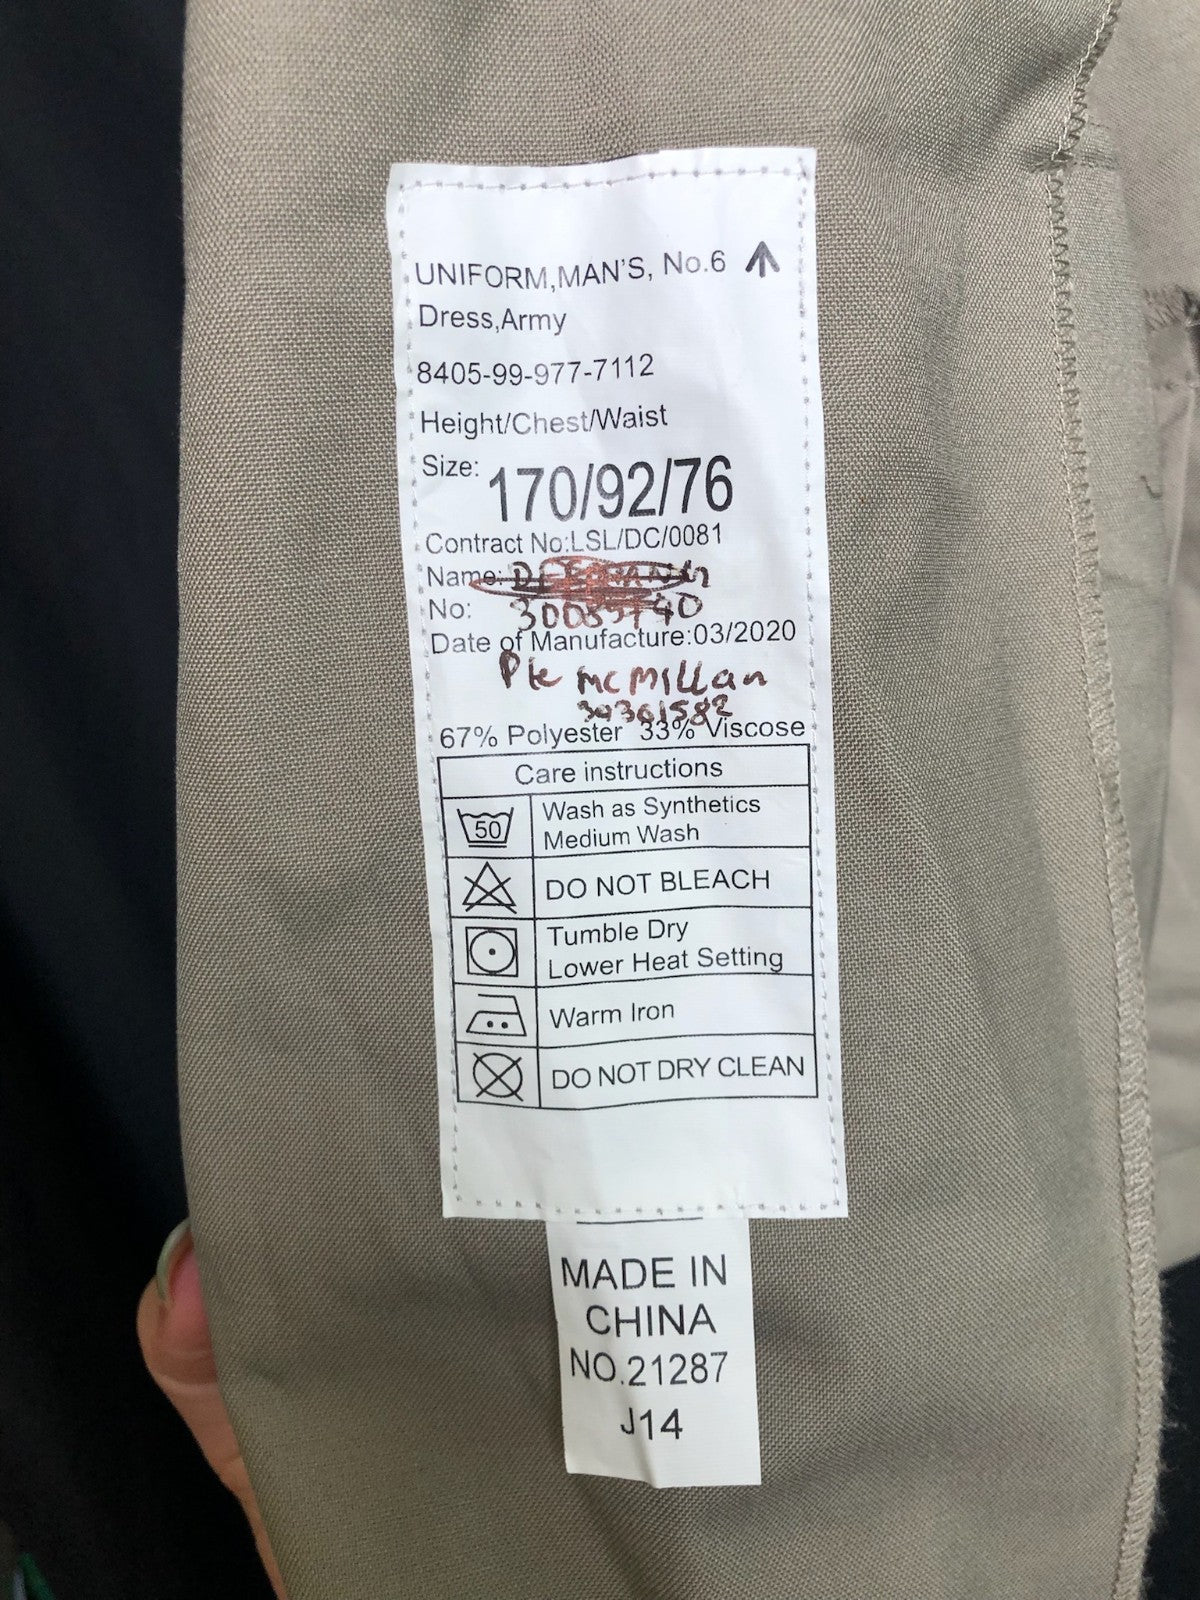 UNIFORM,MAN'S, No.6
Dress,Army
8405-99-977-7112
Height/Chest/Waist
Size: 170/92/76
Contract No:LSL/DC/0081
Name:
No:
Date of Manufacture:03/2020
Pte McMillan
30301582
67% Polyester 33% Viscose
Care instructions
50 Wash as Synthetics
Medium Wash
DO NOT BLEACH
Tumble Dry
Lower Heat Setting
Warm Iron
DO NOT DRY CLEAN
MADE IN
CHINA
NO.21287
J14